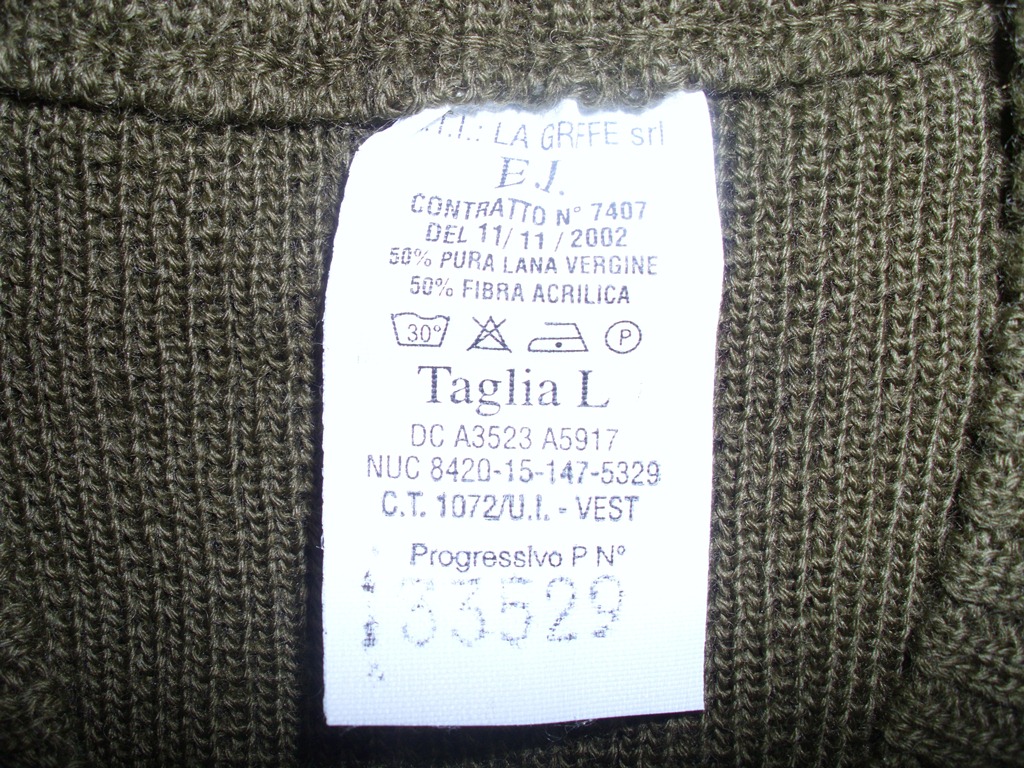 .T.I.: LA GRFFE srl
E.I.
CONTRATTO N° 7407
DEL 11/11/2002
50% PURA LANA VERGINE
50% FIBRA ACRILICA
30° P
Taglia L
DC A3523 A5917
NUC 8420-15-147-5329
C.T. 1072/U.I. - VEST
Progressivo P N°
33529